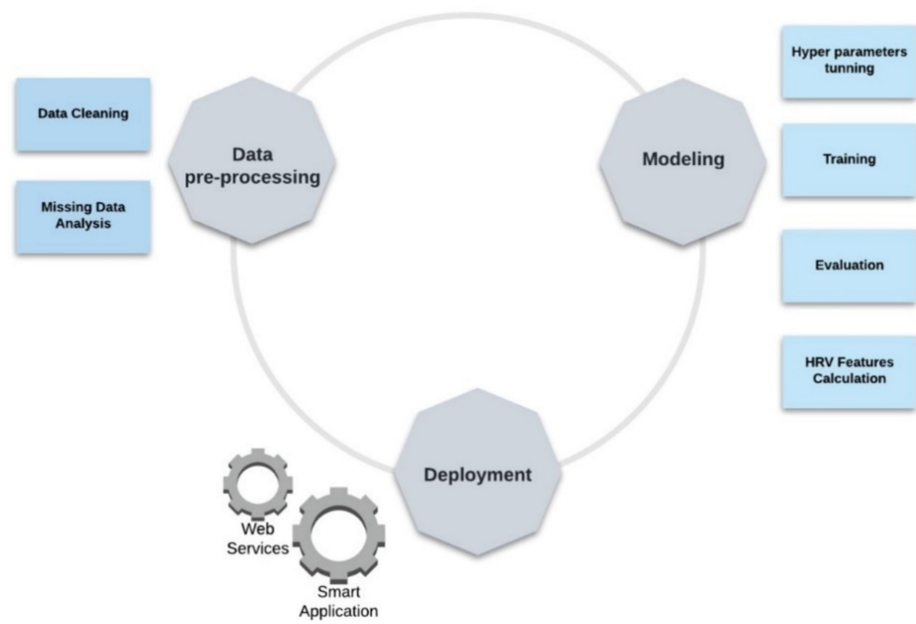 Data Cleaning
Missing Data
Analysis
Data
pre-processing
Modeling
Hyper parameters
tunning
Training
Evaluation
HRV Features
Calculation
Deployment
Web
Services
Smart
Application